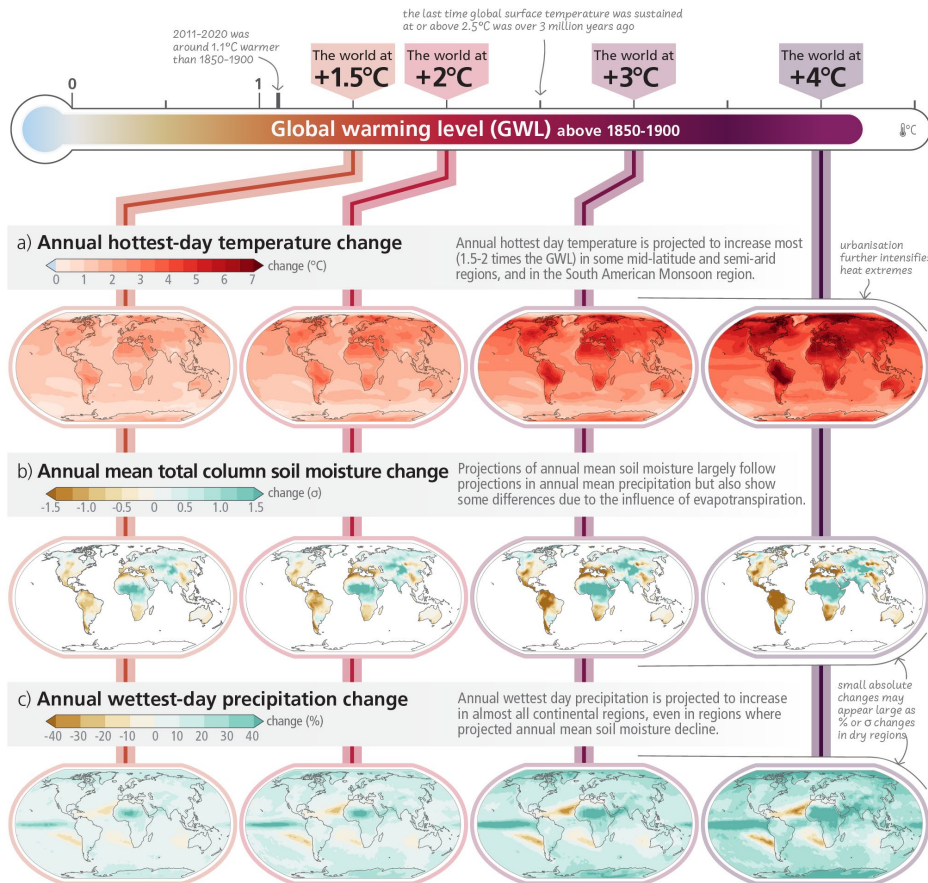 the last time global surface temperature was sustained
at or above 2.5°C was over 3 million years ago
2011-2020 was
around 1.1°C warmer
than 1850-1900
The world at
+1.5°C
The world at
+2°C
The world at
+3°C
The world at
+4°C
0
1
Global warming level (GWL) above 1850-1900
°C
a) Annual hottest-day temperature change
change (°C)
0 1 2 3 4 5 6 7
Annual hottest day temperature is projected to increase most
(1.5-2 times the GWL) in some mid-latitude and semi-arid
regions, and in the South American Monsoon region.
urbanisation
further intensifies
heat extremes
b) Annual mean total column soil moisture change
change (σ)
-1.5 -1.0 -0.5 0 0.5 1.0 1.5
Projections of annual mean soil moisture largely follow
projections in annual mean precipitation but also show
some differences due to the influence of evapotranspiration.
c) Annual wettest-day precipitation change
change (%)
-40 -30 -20 -10 0 10 20 30 40
Annual wettest day precipitation is projected to increase
in almost all continental regions, even in regions where
projected annual mean soil moisture decline.
small absolute
changes may
appear large as
% or σ changes
in dry regions